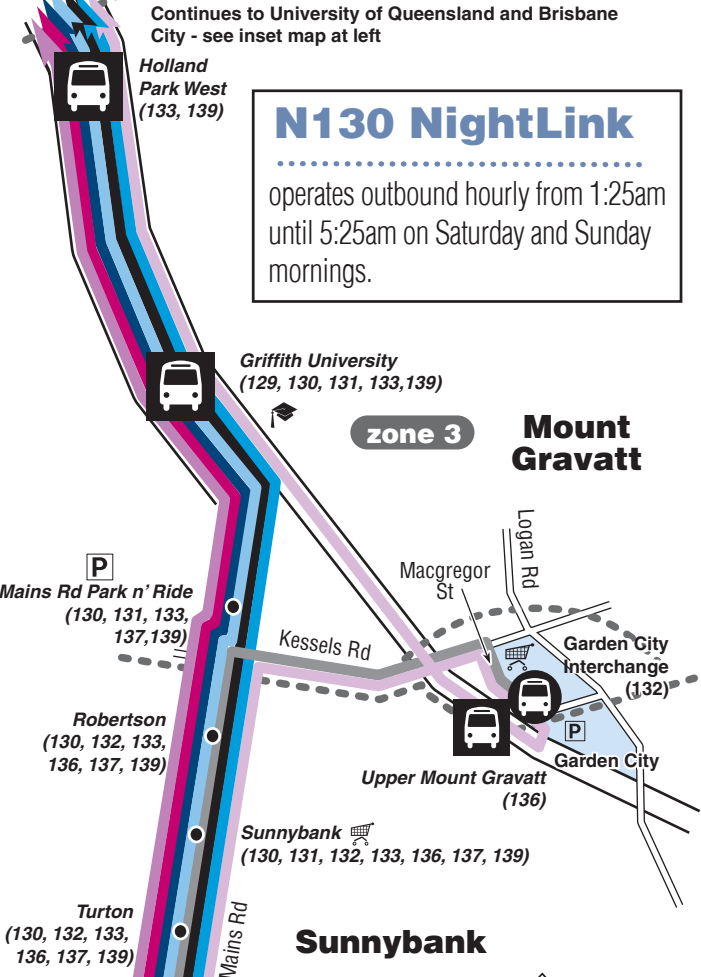 Continues to University of Queensland and Brisbane
City - see inset map at left
Holland
Park West
(133, 139)
N130 NightLink
operates outbound hourly from 1:25am
until 5:25am on Saturday and Sunday
mornings.
Griffith University
(129, 130, 131, 133,139)
zone 3
Mount
Gravatt
Logan Rd
P
Mains Rd Park n' Ride
(130, 131, 133,
137,139)
Macgregor
St
Kessels Rd
Garden City
Interchange
(132)
Robertson
(130, 132, 133,
136, 137, 139)
P
Garden City
Upper Mount Gravatt
(136)
Sunnybank
(130, 131, 132, 133, 136, 137, 139)
Turton
(130, 132, 133,
136, 137, 139)
Mains Rd
Sunnybank